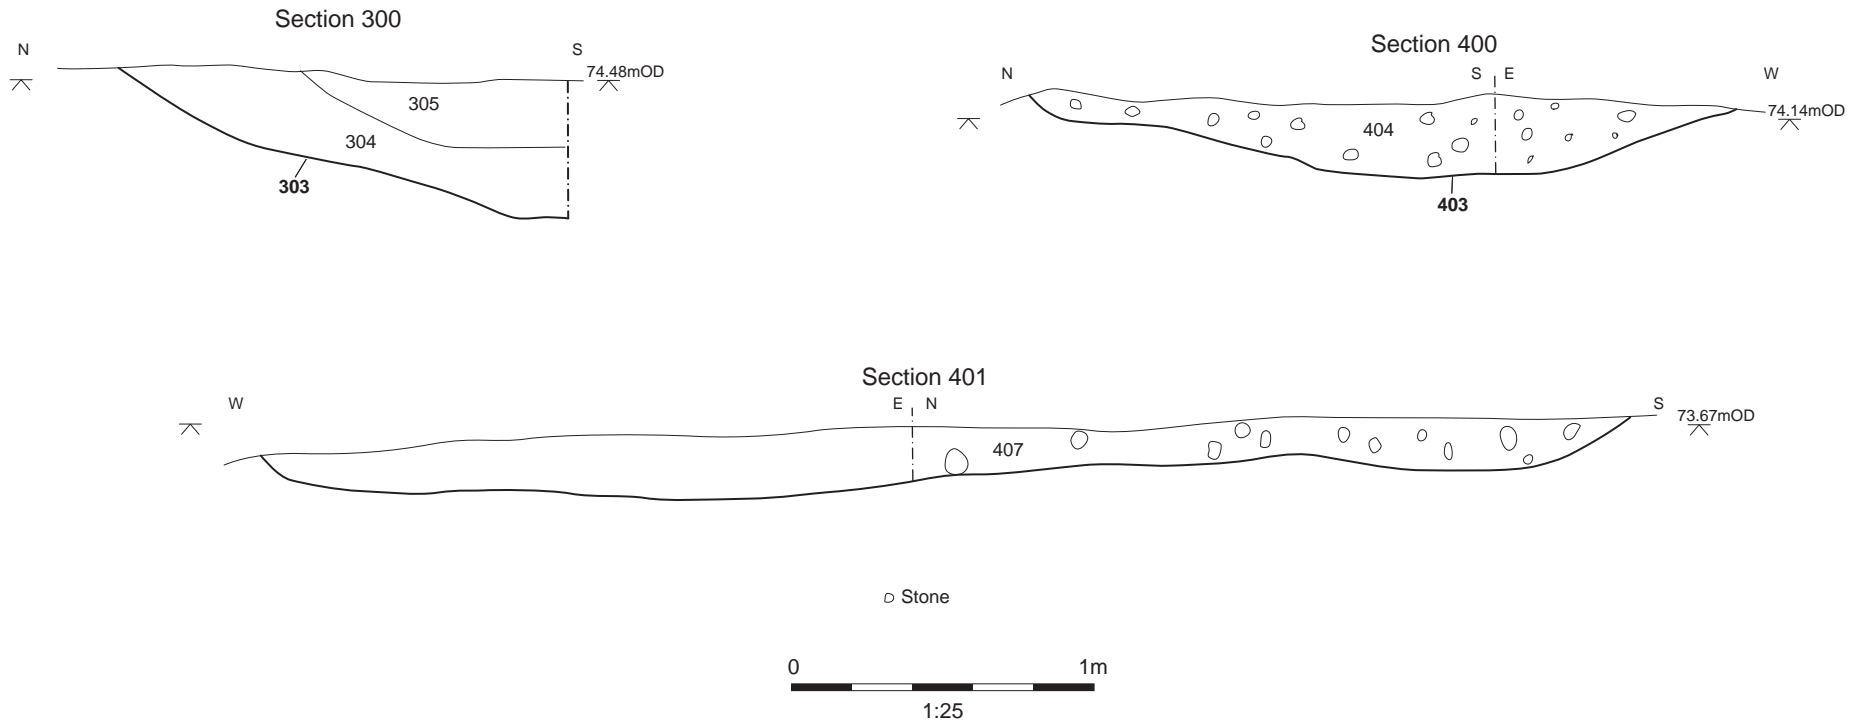 Section 300
N S
74.48mOD
305
304
303
Section 400
N S E W
74.14mOD
404
403
Section 401
W E N S
73.67mOD
407
Stone
0 1m
1:25